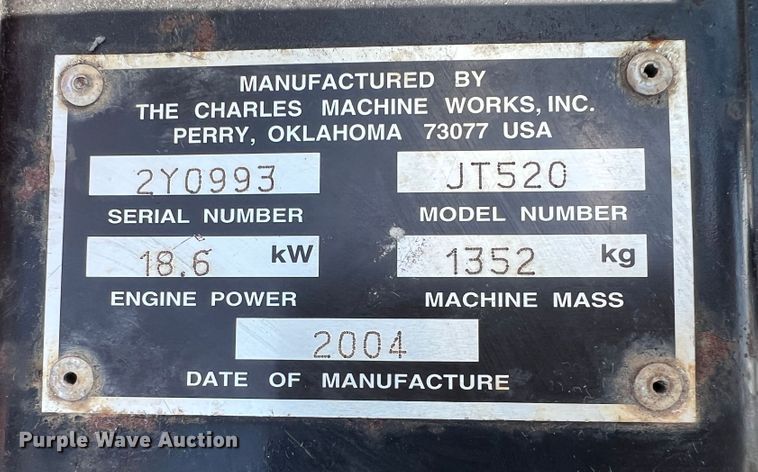 MANUFACTURED BY
THE CHARLES MACHINE WORKS, INC.
PERRY, OKLAHOMA 73077 USA
2Y0993 JT520
SERIAL NUMBER MODEL NUMBER
18.6 kW 1352 kg
ENGINE POWER MACHINE MASS
2004
DATE OF MANUFACTURE
Purple Wave Auction